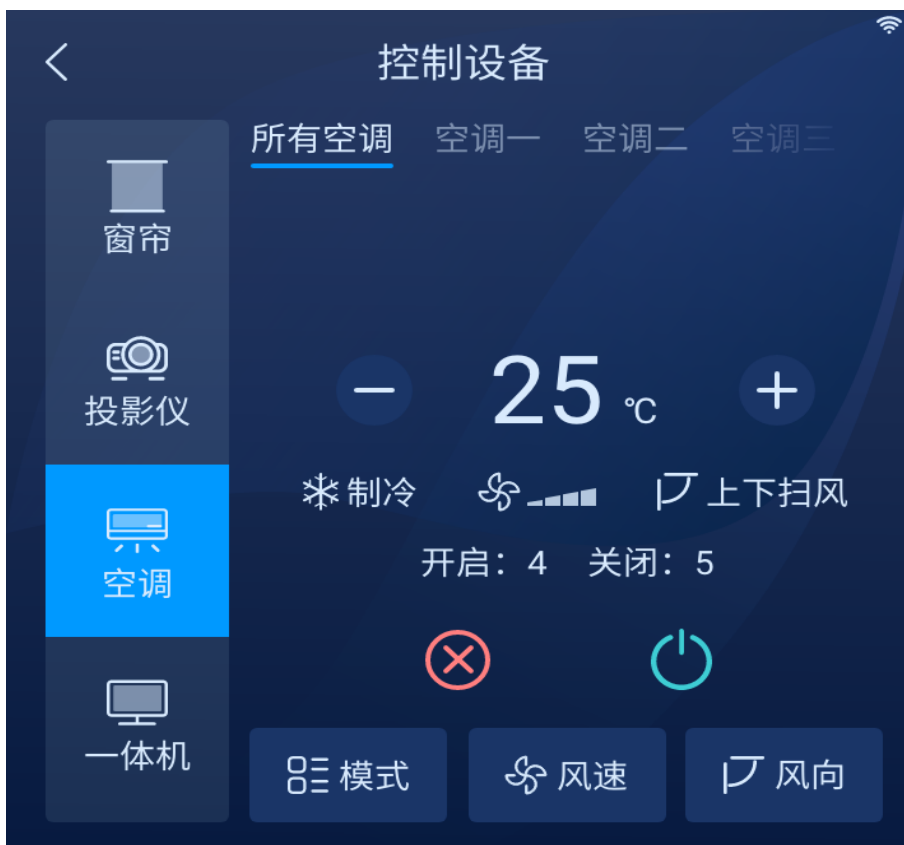 控制设备
所有空调 空调一 空调二 空调三
窗帘
投影仪
空调
一体机
25 ℃
制冷 上下扫风
开启：4 关闭：5
模式 风速 风向